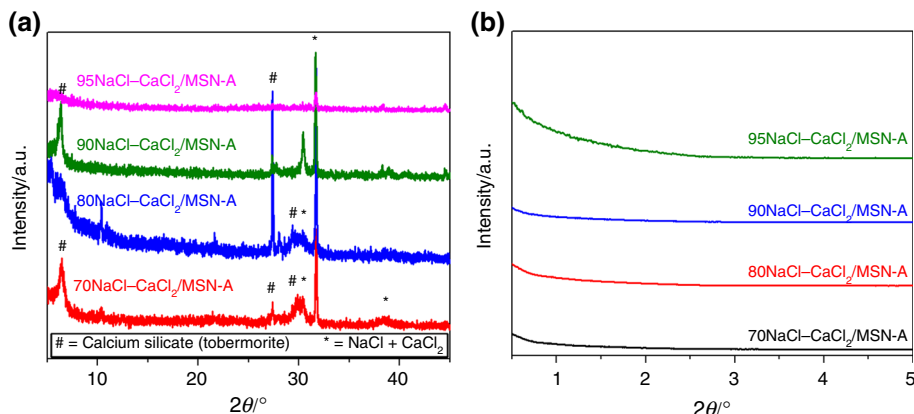 (a)
*
#
#
95NaCl–CaCl2/MSN-A
90NaCl–CaCl2/MSN-A
80NaCl–CaCl2/MSN-A
# *
#
70NaCl–CaCl2/MSN-A
#
# *
*
# = Calcium silicate (tobermorite) * = NaCl + CaCl2
Intensity/a.u.
10 20 30 40
2θ/°
(b)
95NaCl–CaCl2/MSN-A
90NaCl–CaCl2/MSN-A
80NaCl–CaCl2/MSN-A
70NaCl–CaCl2/MSN-A
Intensity/a.u.
1 2 3 4 5
2θ/°